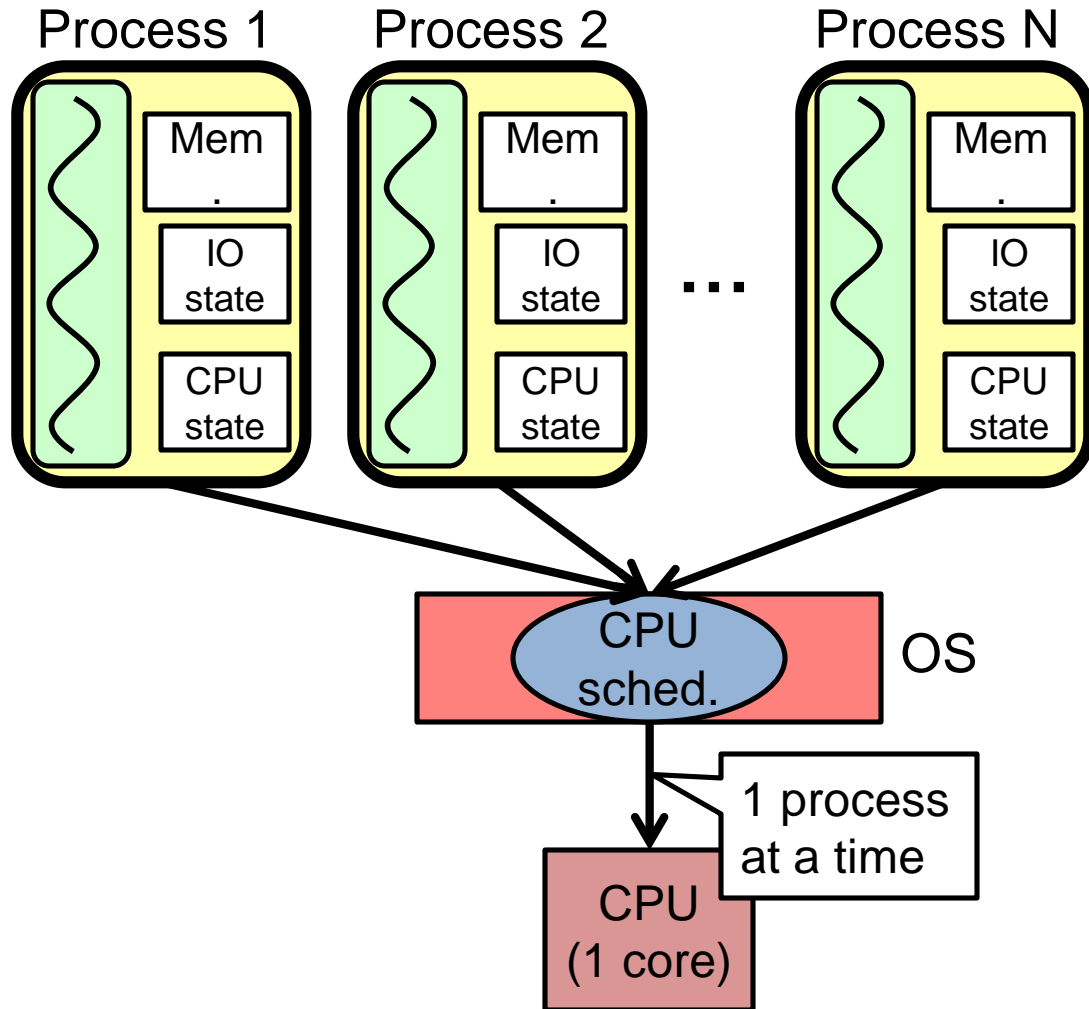 Process 1
Process 2
Process N
Mem
.
IO
state
CPU
state
Mem
.
IO
state
CPU
state
...
Mem
.
IO
state
CPU
state
CPU
sched.
OS
1 process
at a time
CPU
(1 core)